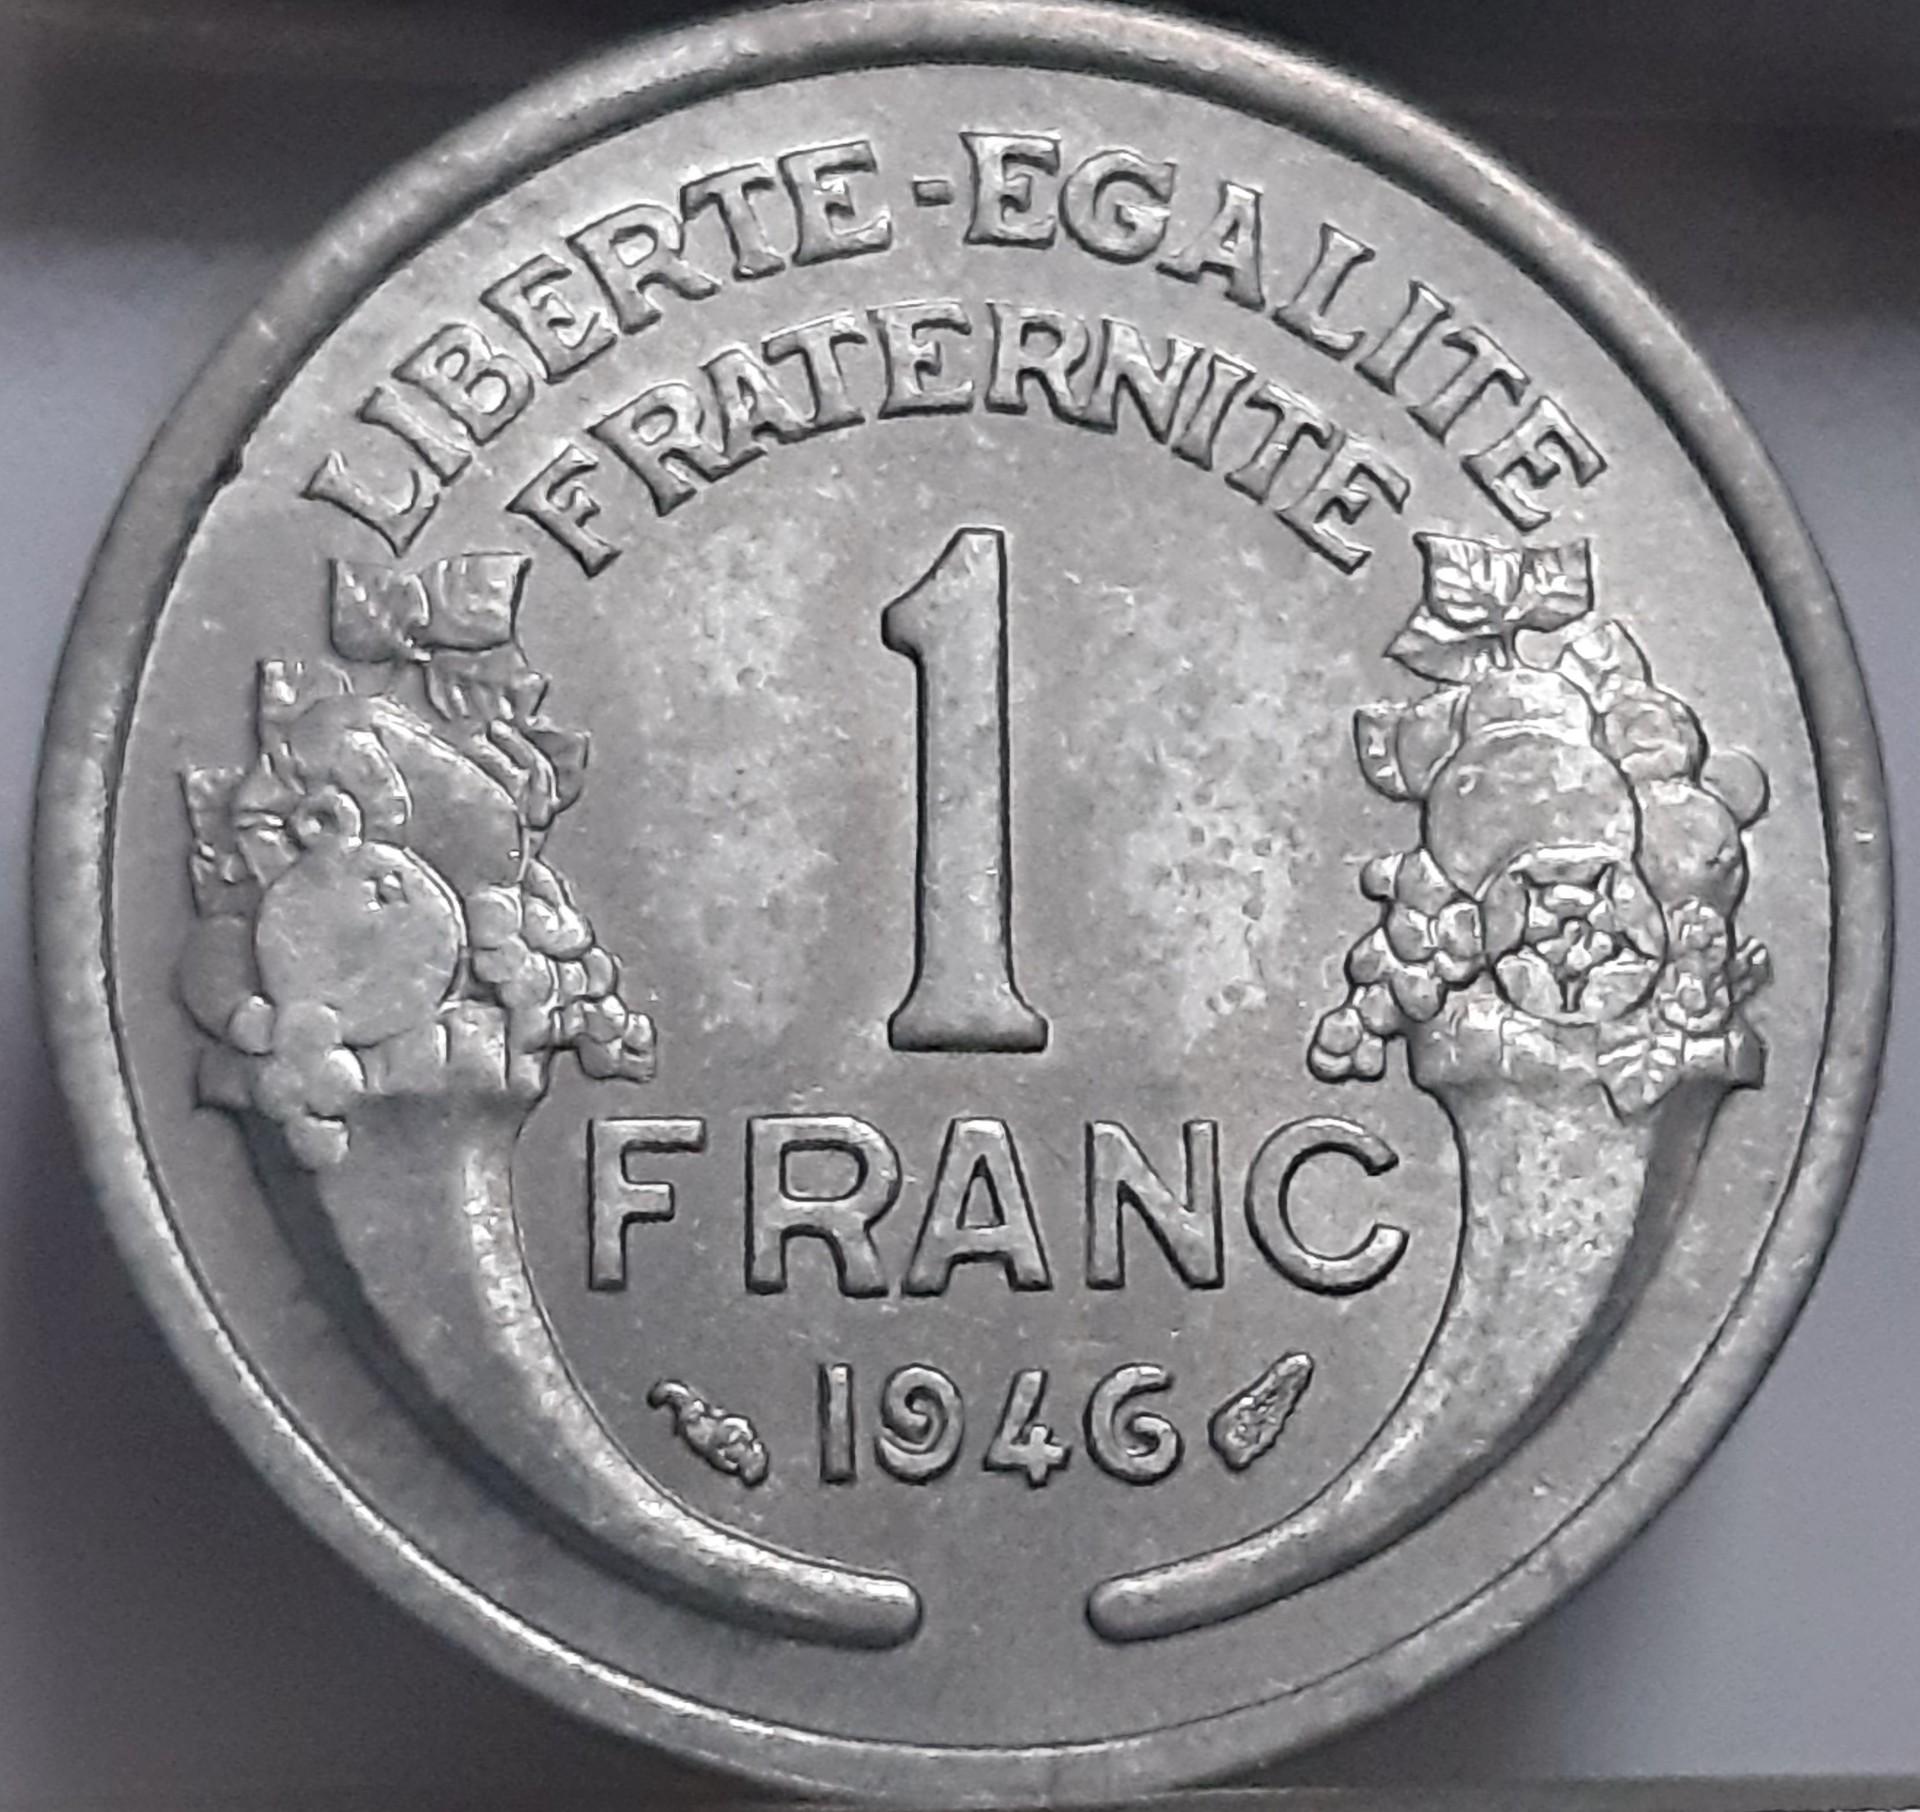 LIBERTE-EGALITE
FRATERNITE
1
FRANC
1946